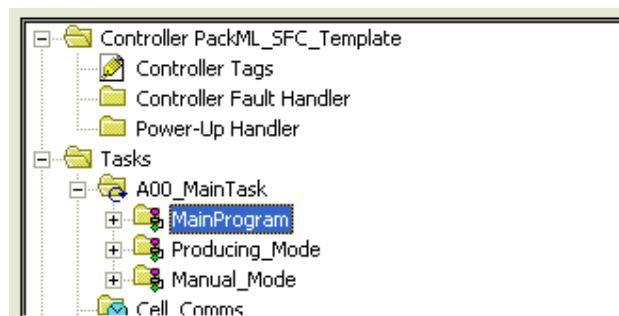 Controller PackML_SFC_Template
Controller Tags
Controller Fault Handler
Power-Up Handler
Tasks
A00_MainTask
MainProgram
Producing_Mode
Manual_Mode
Cell_Comms